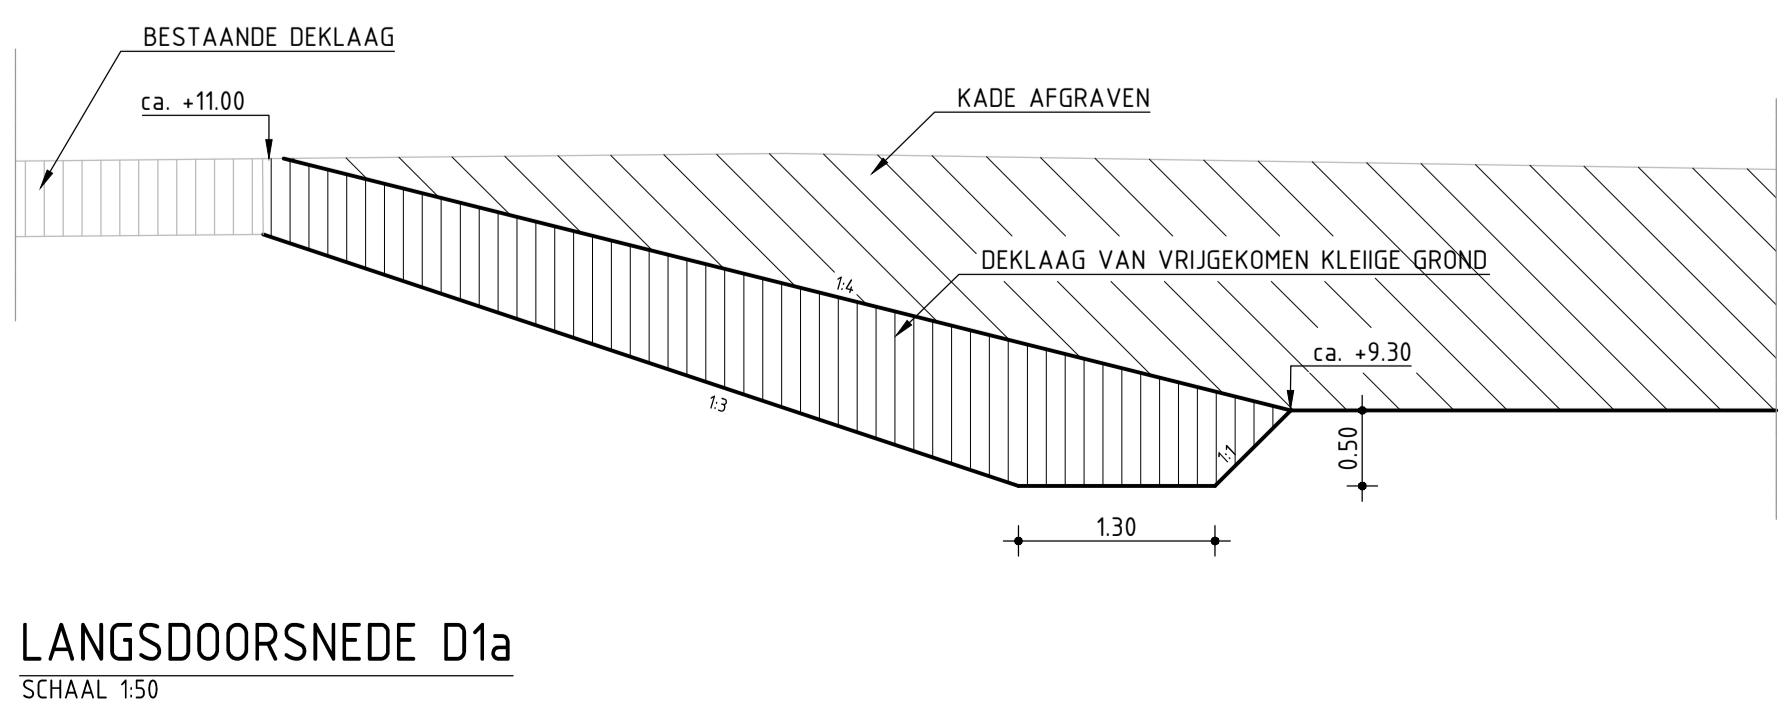 BESTAANDE DEKLAAG
ca. +11.00
KADE AFGRAVEN
DEKLAAG VAN VRIJGEKOMEN KLEIIGE GROND
1:4
ca. +9.30
1:3
1:1
0.50
1.30
LANGSDOORSNEDE D1a
SCHAAL 1:50